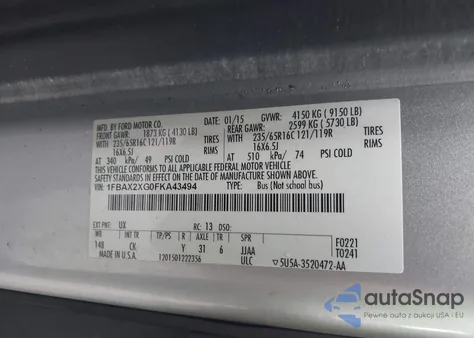 MFD. BY FORD MOTOR CO.
01/15 GVWR: 4150 KG ( 9150 LB)
FRONT GAWR: 1873 KG ( 4130 LB) REAR GAWR: 2599 KG ( 5730 LB)
WITH 235/65R16C 121/119R TIRES WITH 235/65R16C 121/119R TIRES
16X6.5J RIMS 16X6.5J RIMS
AT 340 kPa/ 49 PSI COLD AT 510 kPa/ 74 PSI COLD
THIS VEHICLE CONFORMS TO ALL APPLICABLE FEDERAL MOTOR VEHICLE
SAFETY STANDARDS IN EFFECT ON THE DATE OF MANUFACTURE SHOWN ABOVE.
VIN: 1FBAX2XG0FKA43494 TYPE: Bus (Not school bus)
EXT PNT: UX RC: 13 DSO:
WB INT TR TP/PS R AXLE TR SPR
148 CK Y 31 6 JJAA
F0221
T0241
MADE IN U.S.A. 1201501222356 ULC 5U5A-3520472-AA
autoSnap
Pewne auta z aukcji USA - EU